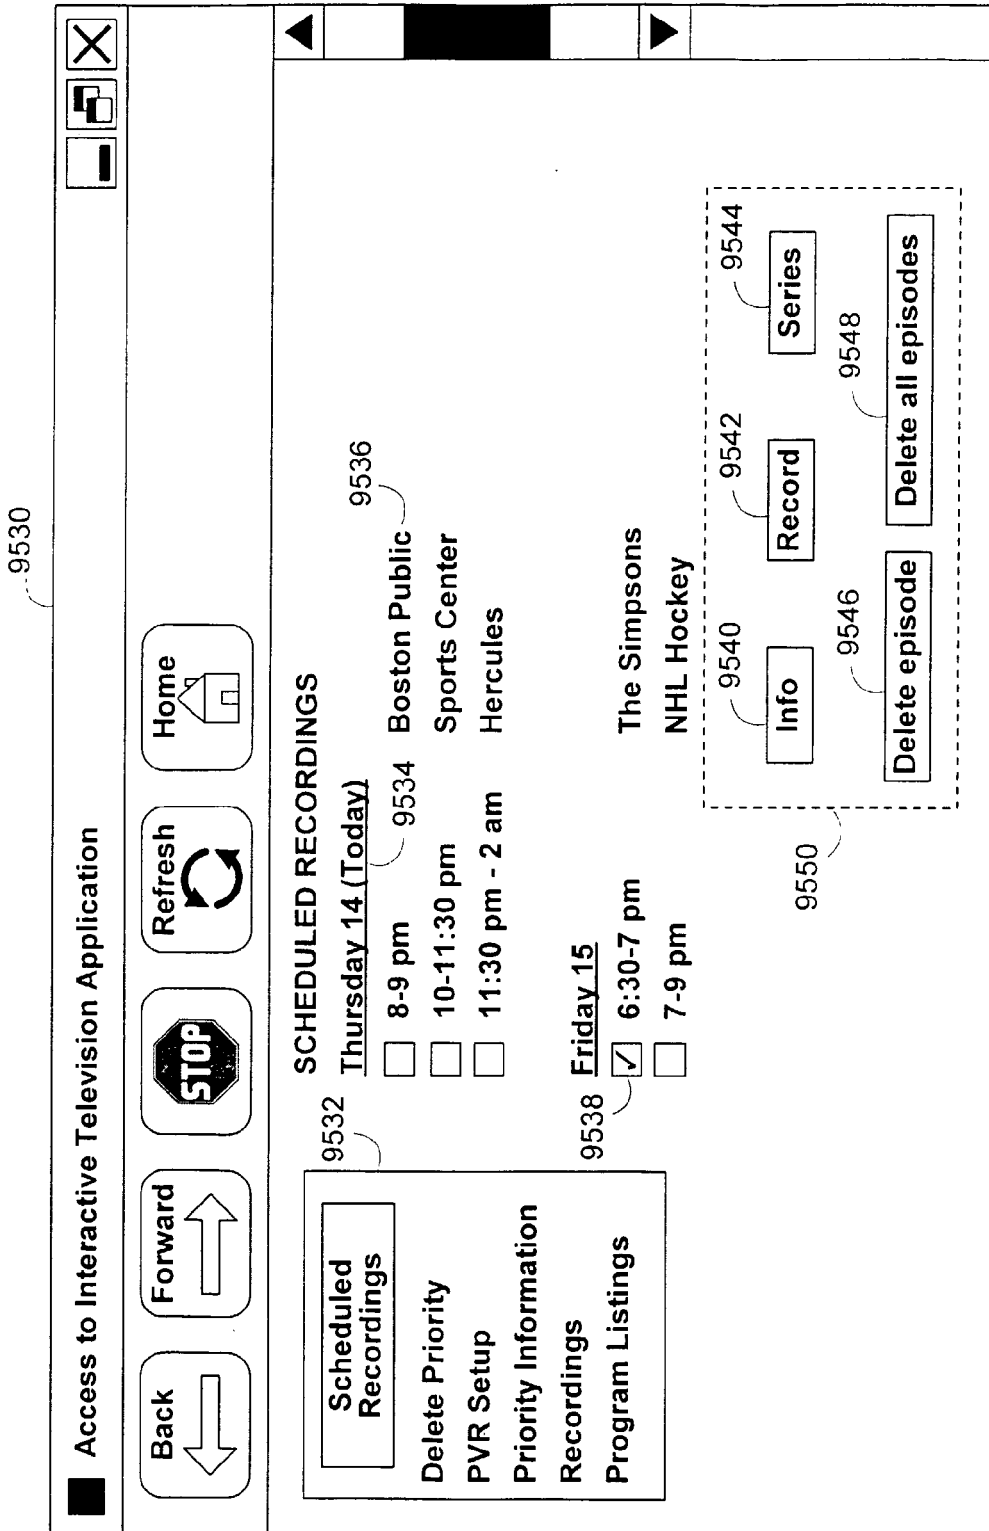 9530
Access to Interactive Television Application
Back
Forward
STOP
Refresh
Home
9532
Scheduled
Recordings
Delete Priority
PVR Setup
Priority Information
Recordings
Program Listings
SCHEDULED RECORDINGS
Thursday 14 (Today)
9534
9536
8-9 pm Boston Public
10-11:30 pm Sports Center
11:30 pm - 2 am Hercules
Friday 15
9538
✓ 6:30-7 pm The Simpsons
7-9 pm NHL Hockey
9540
9542
9544
Info
Record
Series
9546
9548
Delete episode
Delete all episodes
9550